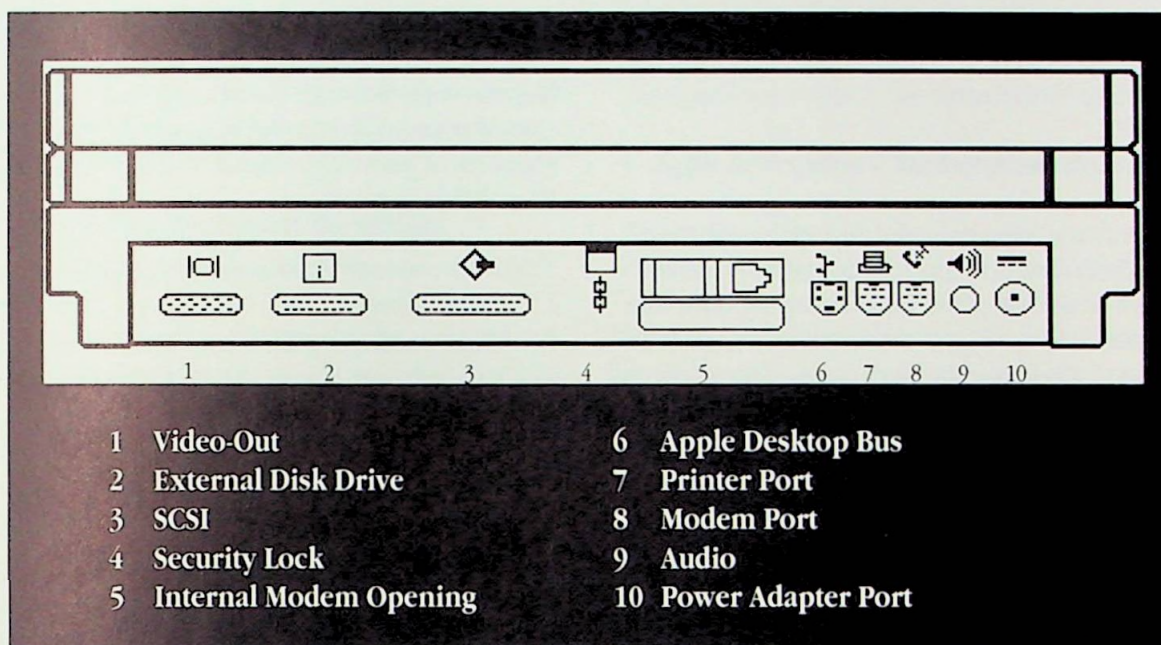 1 2 3 4 5 6 7 8 9 10
1 Video-Out
2 External Disk Drive
3 SCSI
4 Security Lock
5 Internal Modem Opening
6 Apple Desktop Bus
7 Printer Port
8 Modem Port
9 Audio
10 Power Adapter Port